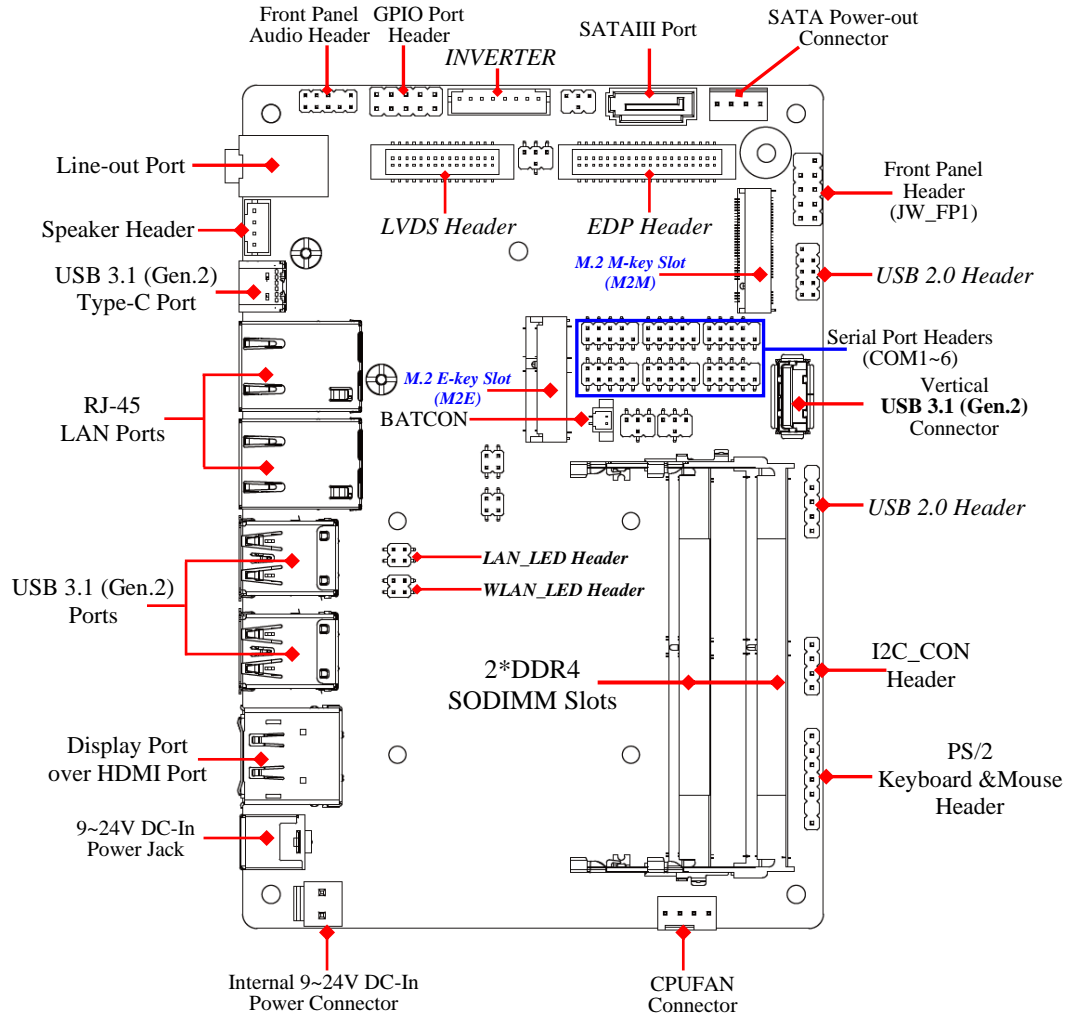 Front Panel
Audio Header
GPIO Port
Header
INVERTER
SATAIII Port
SATA Power-out
Connector
Line-out Port
Front Panel
Header
(JW_FP1)
Speaker Header
LVDS Header
EDP Header
USB 3.1 (Gen.2)
Type-C Port
M.2 M-key Slot
(M2M)
USB 2.0 Header
Serial Port Headers
(COM1~6)
M.2 E-key Slot
(M2E)
Vertical
USB 3.1 (Gen.2)
Connector
RJ-45
LAN Ports
BATCON
USB 2.0 Header
LAN_LED Header
WLAN_LED Header
USB 3.1 (Gen.2)
Ports
2*DDR4
SODIMM Slots
I2C_CON
Header
Display Port
over HDMI Port
PS/2
Keyboard &Mouse
Header
9~24V DC-In
Power Jack
Internal 9~24V DC-In
Power Connector
CPUFAN
Connector